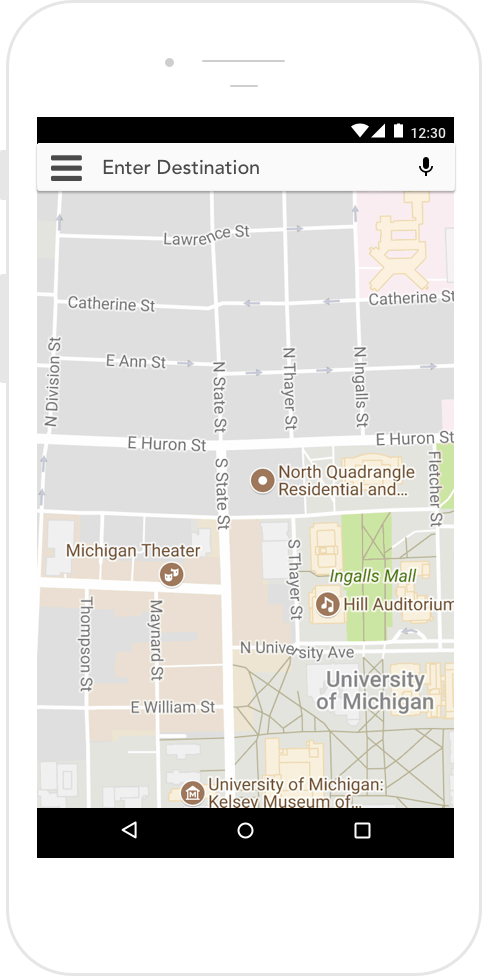 12:30
Enter Destination
Lawrence St
Catherine St
Catherine St
N Division St
E Ann St
N State St
N Thayer St
N Ingalls St
E Huron St
E Huron St
S State St
North Quadrangle
Residential and...
Fletcher St
Michigan Theater
S Thayer St
Ingalls Mall
Hill Auditorium
Thompson St
Maynard St
N University Ave
University
of Michigan
E William St
University of Michigan:
Kelsey Museum of...